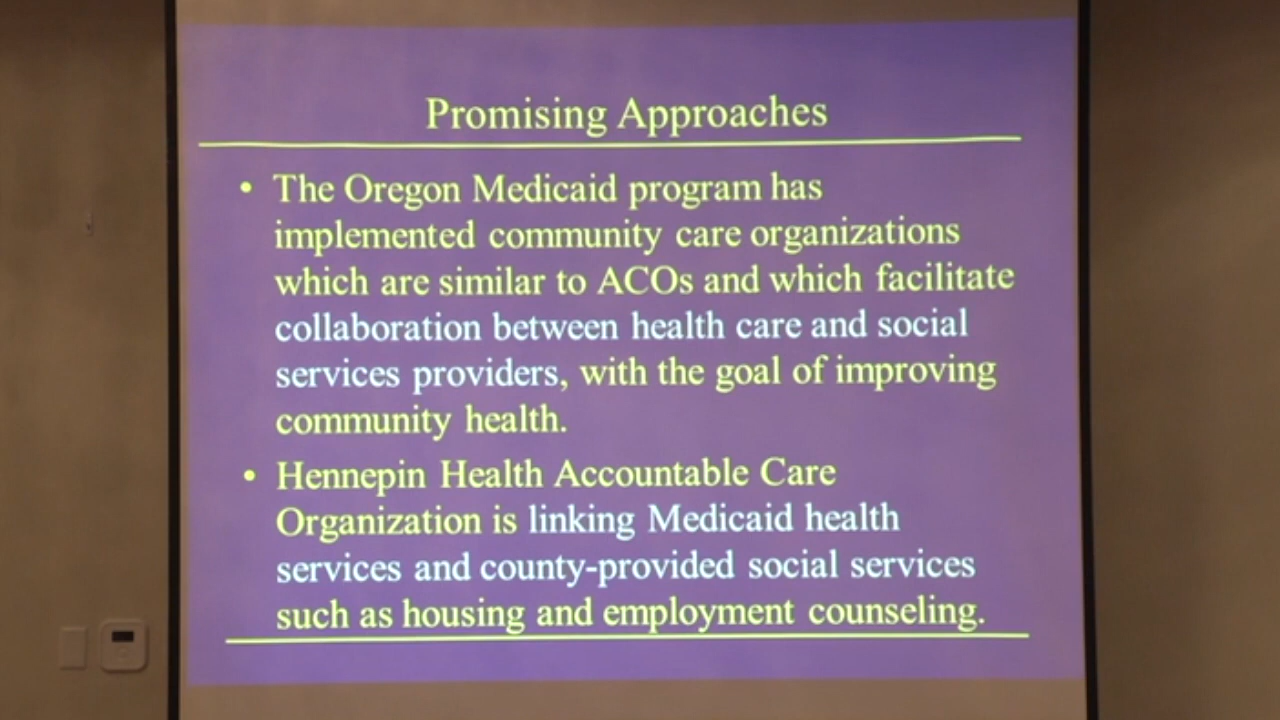 Promising Approaches
• The Oregon Medicaid program has
implemented community care organizations
which are similar to ACOs and which facilitate
collaboration between health care and social
services providers, with the goal of improving
community health.
• Hennepin Health Accountable Care
Organization is linking Medicaid health
services and county-provided social services
such as housing and employment counseling.